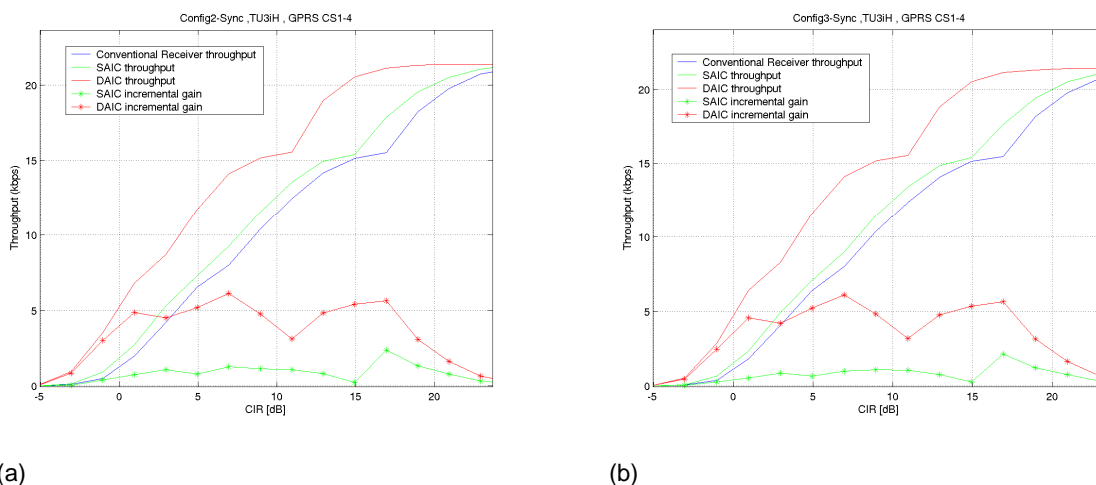 Config2-Sync ,TU3iH , GPRS CS1-4
Conventional Receiver throughput
SAIC throughput
DAIC throughput
SAIC incremental gain
DAIC incremental gain
Throughput (kbps)
20
15
10
5
0
-5
0
5
10
15
20
CIR [dB]
(a)
Config3-Sync ,TU3iH , GPRS CS1-4
Conventional Receiver throughput
SAIC throughput
DAIC throughput
SAIC incremental gain
DAIC incremental gain
Throughput (kbps)
20
15
10
5
0
-5
0
5
10
15
20
CIR [dB]
(b)